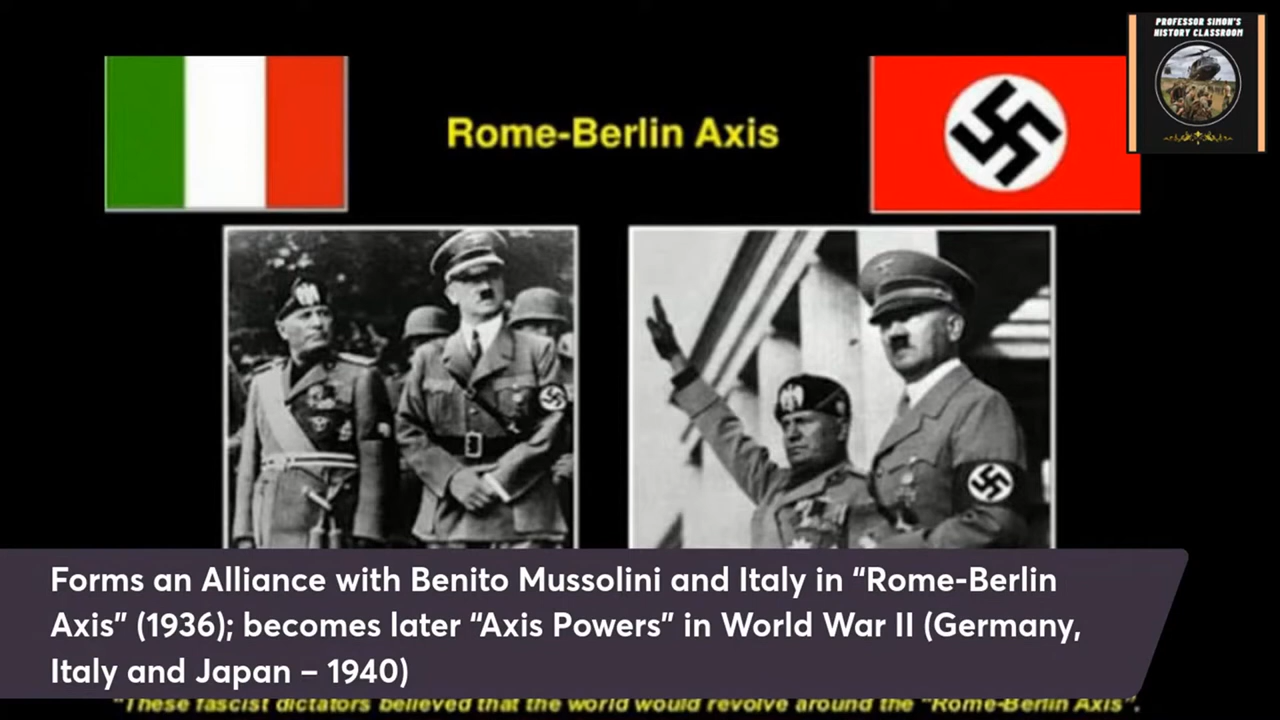 PROFESSOR SIMON'S
HISTORY CLASSROOM
Rome-Berlin Axis
Forms an Alliance with Benito Mussolini and Italy in “Rome-Berlin
Axis” (1936); becomes later “Axis Powers” in World War II (Germany,
Italy and Japan – 1940)
"These fascist dictators believed that the world would revolve around the "Rome-Berlin Axis".